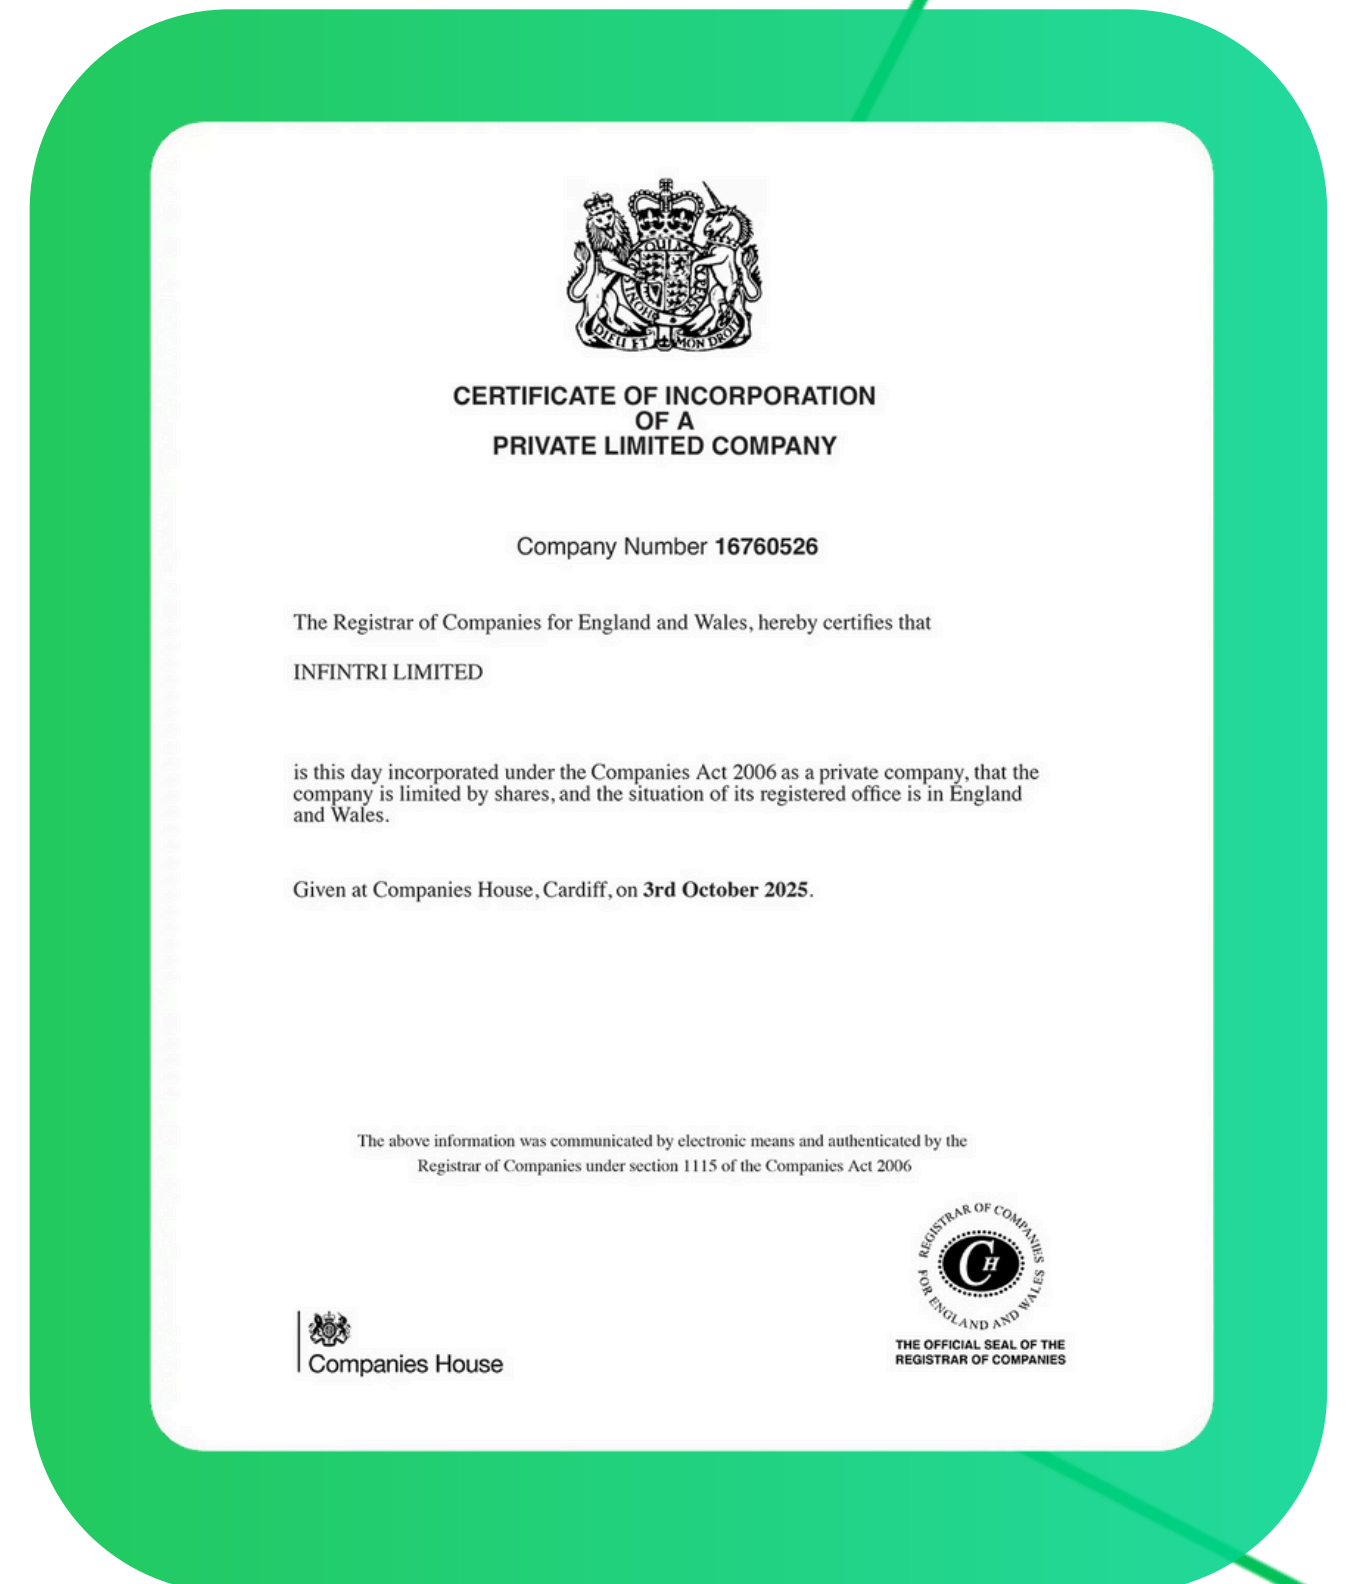 QUI
HONI
PENSE
DIEU ET MON DROIT
CERTIFICATE OF INCORPORATION
OF A
PRIVATE LIMITED COMPANY
Company Number 16760526
The Registrar of Companies for England and Wales, hereby certifies that
INFINTRI LIMITED
is this day incorporated under the Companies Act 2006 as a private company, that the
company is limited by shares, and the situation of its registered office is in England
and Wales.
Given at Companies House, Cardiff, on 3rd October 2025.
The above information was communicated by electronic means and authenticated by the
Registrar of Companies under section 1115 of the Companies Act 2006
REGISTRAR OF COMPANIES
FOR ENGLAND AND WALES
CH
THE OFFICIAL SEAL OF THE
REGISTRAR OF COMPANIES
Companies House